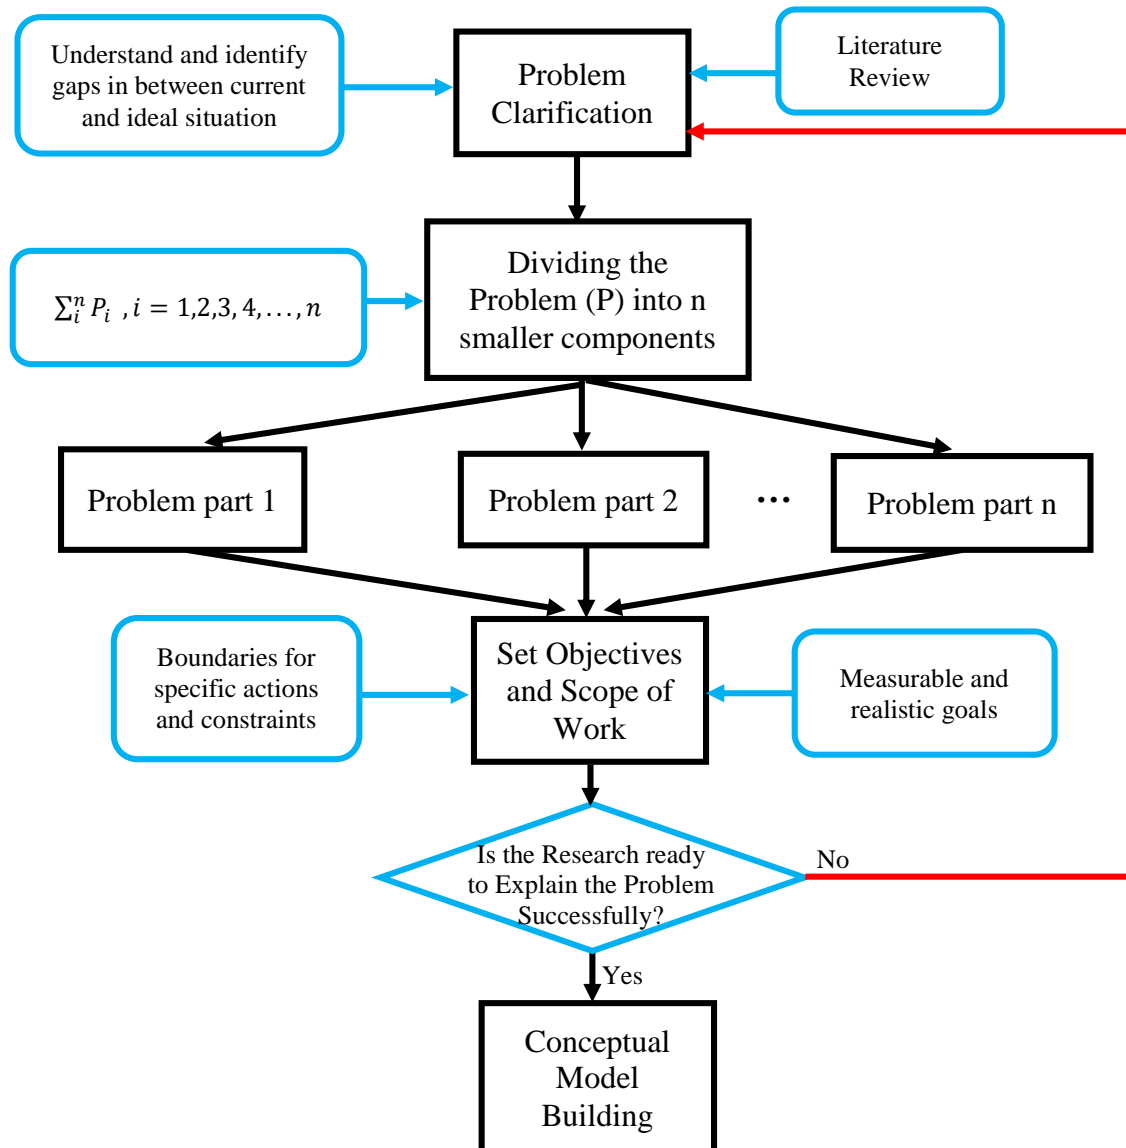 Understand and identify
gaps in between current
and ideal situation
Problem
Clarification
Literature
Review
∑ᵢⁿ Pᵢ , i = 1,2,3, 4, . . . , n
Dividing the
Problem (P) into n
smaller components
Problem part 1
Problem part 2
...
Problem part n
Boundaries for
specific actions
and constraints
Set Objectives
and Scope of
Work
Measurable and
realistic goals
Is the Research ready
to Explain the Problem
Successfully?
No
Yes
Conceptual
Model
Building